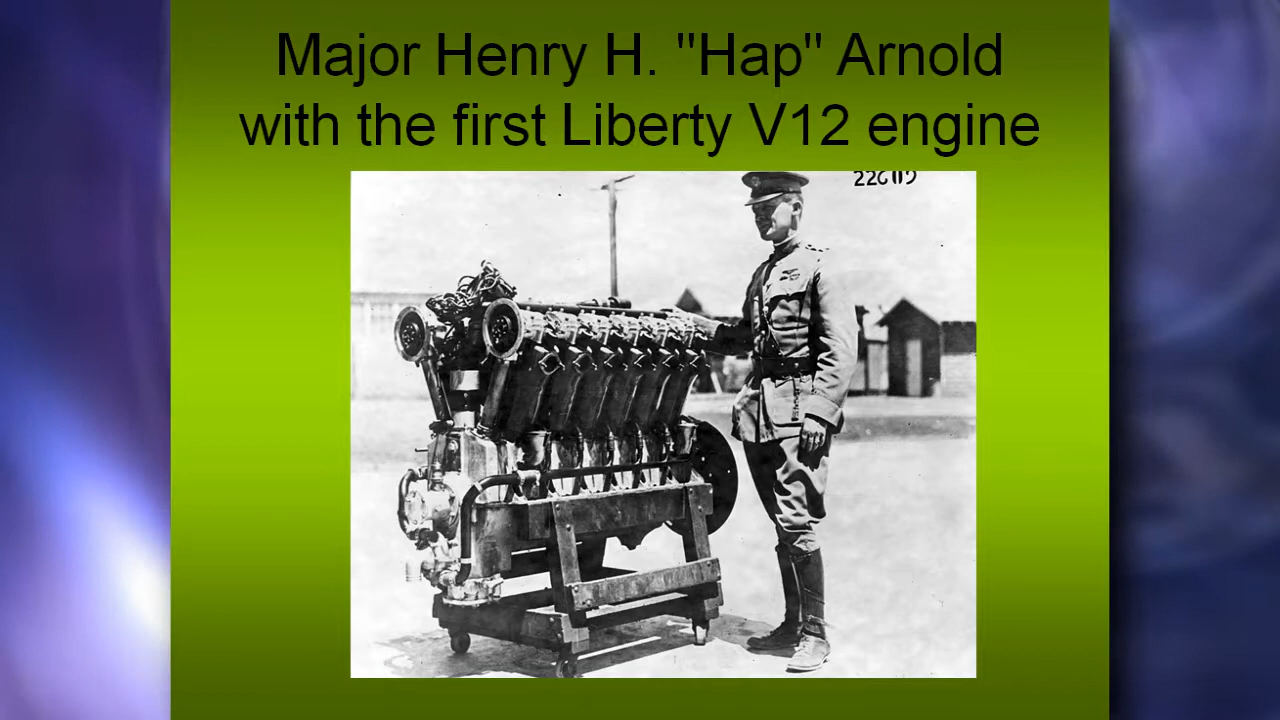 Major Henry H. "Hap" Arnold
with the first Liberty V12 engine